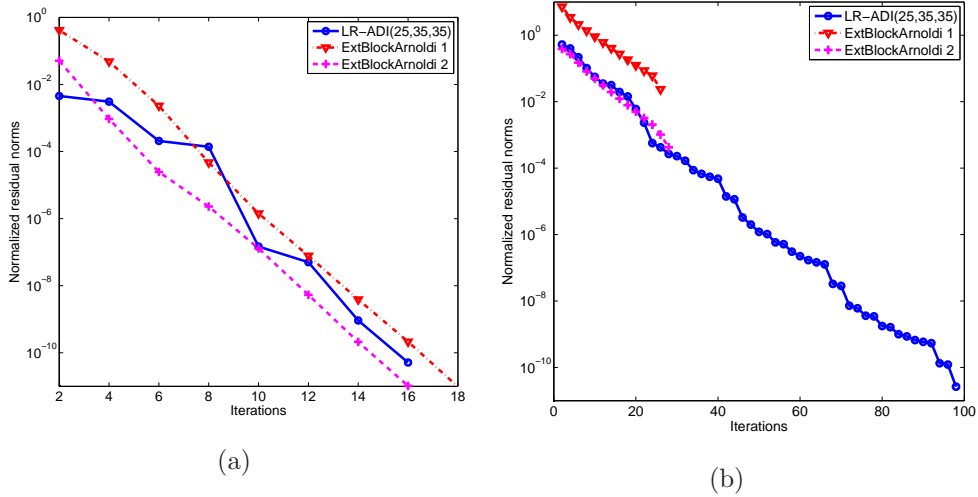 10^0
10^-2
10^-4
10^-6
10^-8
10^-10
Normalized residual norms
2 4 6 8 10 12 14 16 18
Iterations
LR−ADI(25,35,35)
ExtBlockArnoldi 1
ExtBlockArnoldi 2
(a)
10^0
10^-2
10^-4
10^-6
10^-8
10^-10
Normalized residual norms
0 20 40 60 80 100
Iterations
LR−ADI(25,35,35)
ExtBlockArnoldi 1
ExtBlockArnoldi 2
(b)